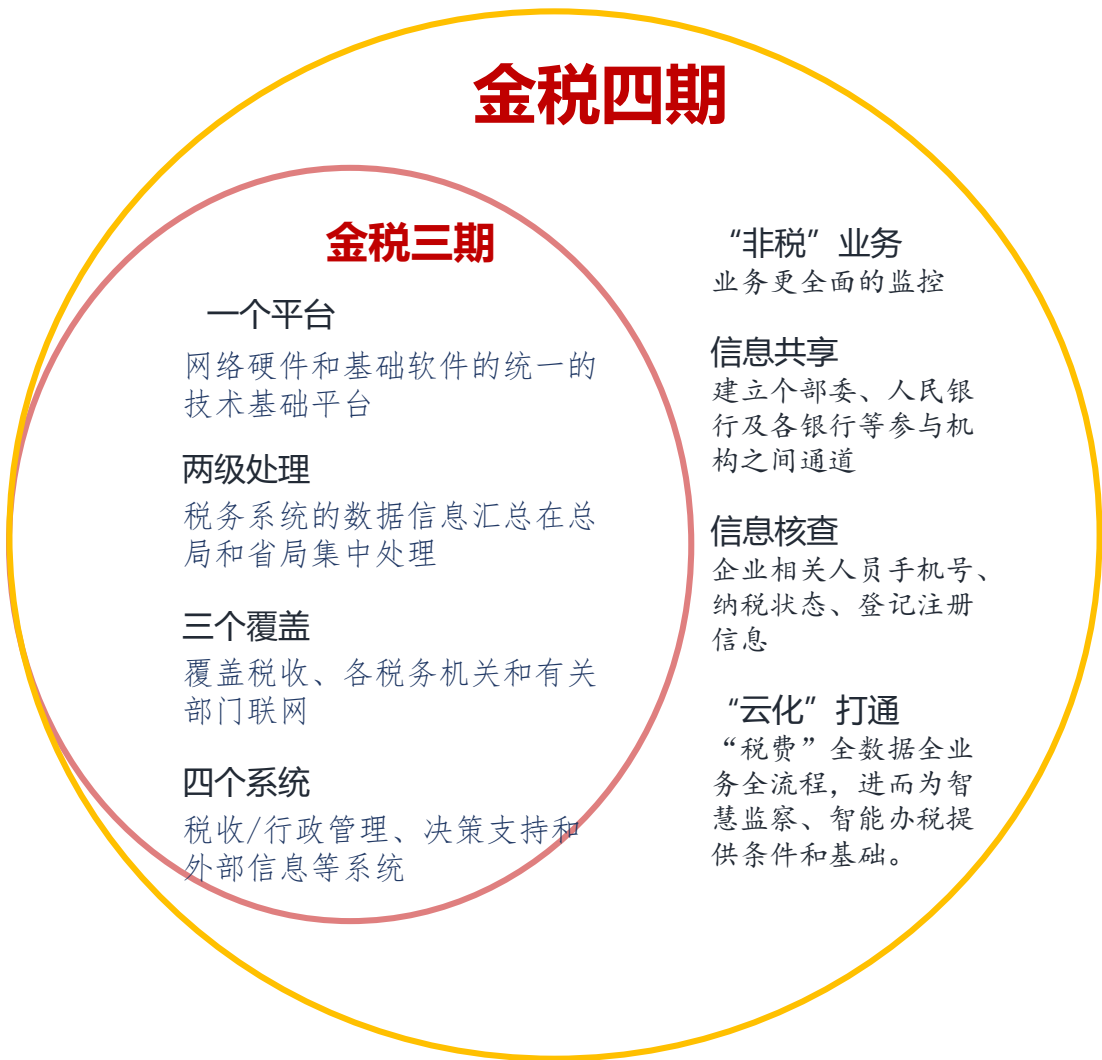 金税四期
金税三期
一个平台
网络硬件和基础软件的统一的
技术基础平台
两级处理
税务系统的数据信息汇总在总
局和省局集中处理
三个覆盖
覆盖税收、各税务机关和有关
部门联网
四个系统
税收/行政管理、决策支持和
外部信息等系统
“非税”业务
业务更全面的监控
信息共享
建立个部委、人民银
行及各银行等参与机
构之间通道
信息核查
企业相关人员手机号、
纳税状态、登记注册
信息
“云化”打通
“税费”全数据全业
务全流程，进而为智
慧监察、智能办税提
供条件和基础。